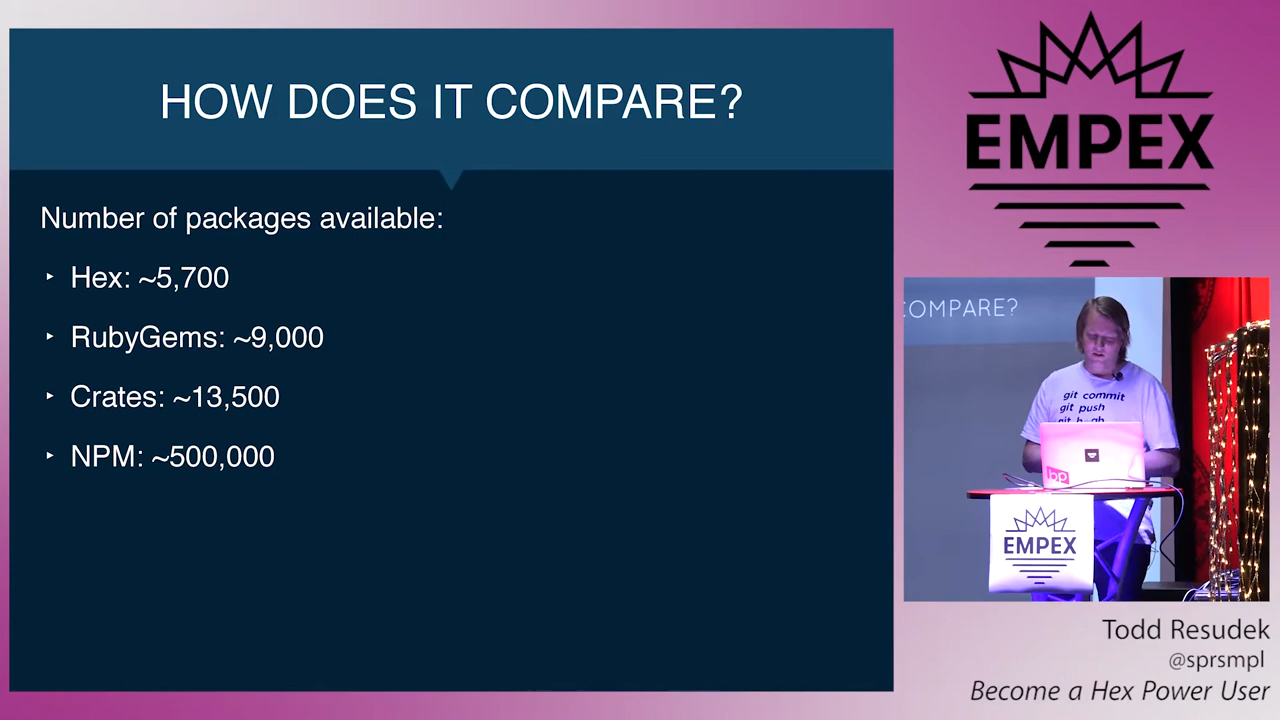 HOW DOES IT COMPARE?
Number of packages available:
‣ Hex: ~5,700
‣ RubyGems: ~9,000
‣ Crates: ~13,500
‣ NPM: ~500,000
EMPEX
COMPARE?
git commit
git push
bp
EMPEX
Todd Resudek
@sprsmpl
Become a Hex Power User